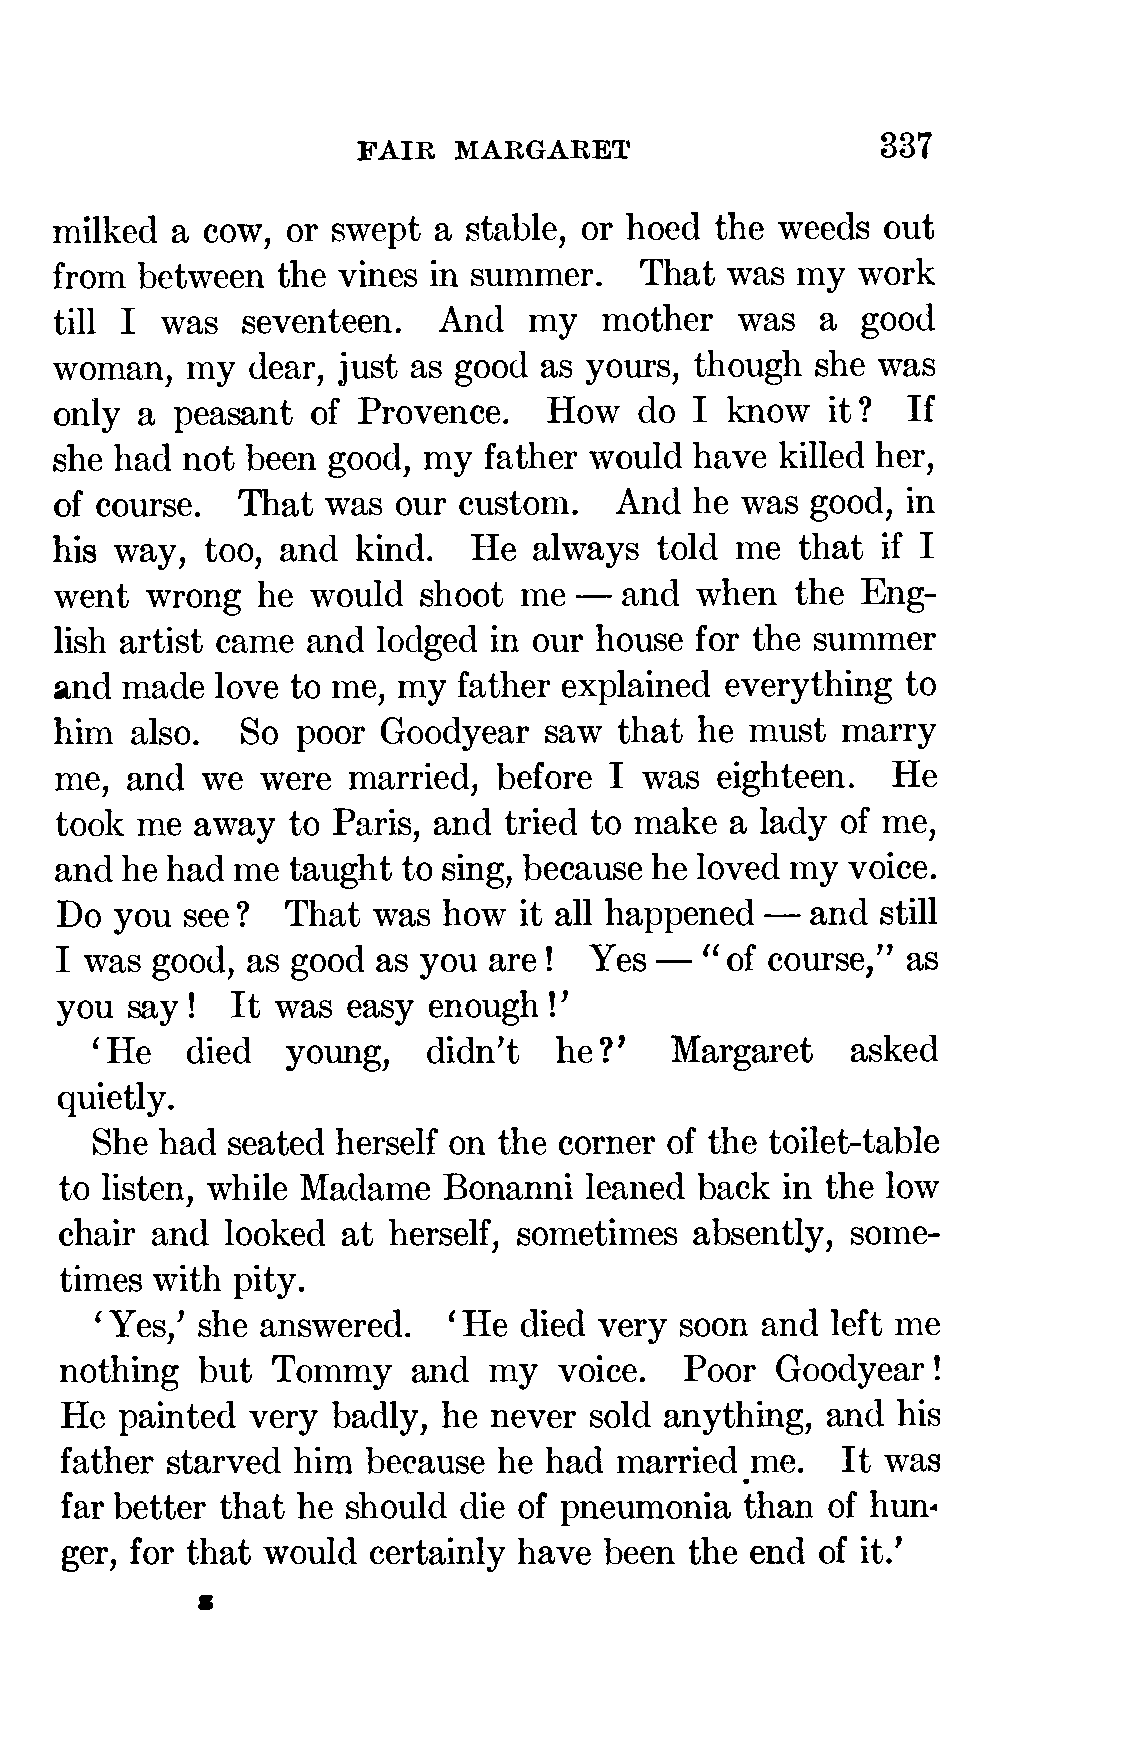 FAIR MARGARET 337
milked a cow, or swept a stable, or hoed the weeds out
from between the vines in summer. That was my work
till I was seventeen. And my mother was a good
woman, my dear, just as good as yours, though she was
only a peasant of Provence. How do I know it? If
she had not been good, my father would have killed her,
of course. That was our custom. And he was good, in
his way, too, and kind. He always told me that if I
went wrong he would shoot me — and when the Eng-
lish artist came and lodged in our house for the summer
and made love to me, my father explained everything to
him also. So poor Goodyear saw that he must marry
me, and we were married, before I was eighteen. He
took me away to Paris, and tried to make a lady of me,
and he had me taught to sing, because he loved my voice.
Do you see? That was how it all happened — and still
I was good, as good as you are! Yes — "of course," as
you say! It was easy enough!'
'He died young, didn't he?' Margaret asked
quietly.
She had seated herself on the corner of the toilet-table
to listen, while Madame Bonanni leaned back in the low
chair and looked at herself, sometimes absently, some-
times with pity.
'Yes,' she answered. 'He died very soon and left me
nothing but Tommy and my voice. Poor Goodyear!
He painted very badly, he never sold anything, and his
father starved him because he had married me. It was
far better that he should die of pneumonia than of hun-
ger, for that would certainly have been the end of it.'